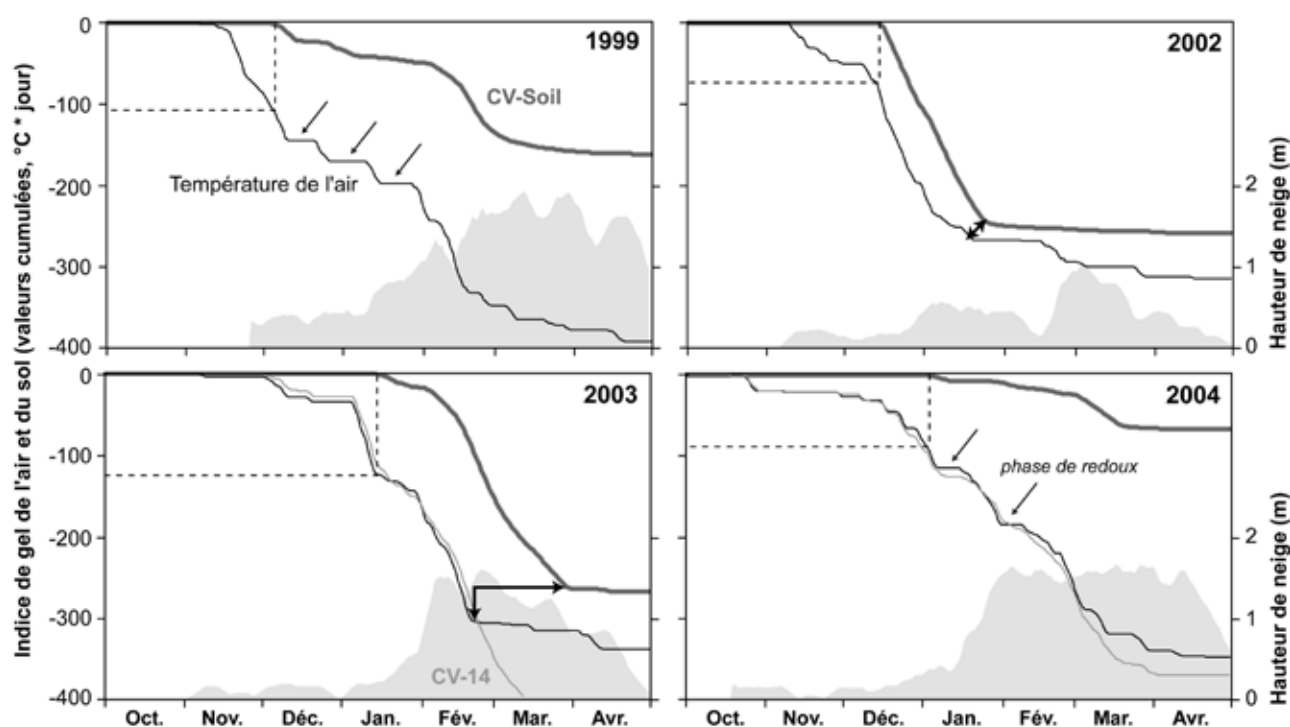 Indice de gel de l'air et du sol (valeurs cumulées, °C * jour)
0
-100
-200
-300
-400
1999
CV-Soil
Température de l'air
2002
2
1
0
Hauteur de neige (m)
0
-100
-200
-300
-400
2003
CV-14
2004
phase de redoux
2
1
0
Hauteur de neige (m)
Oct. Nov. Déc. Jan. Fév. Mar. Avr.
Oct. Nov. Déc. Jan. Fév. Mar. Avr.